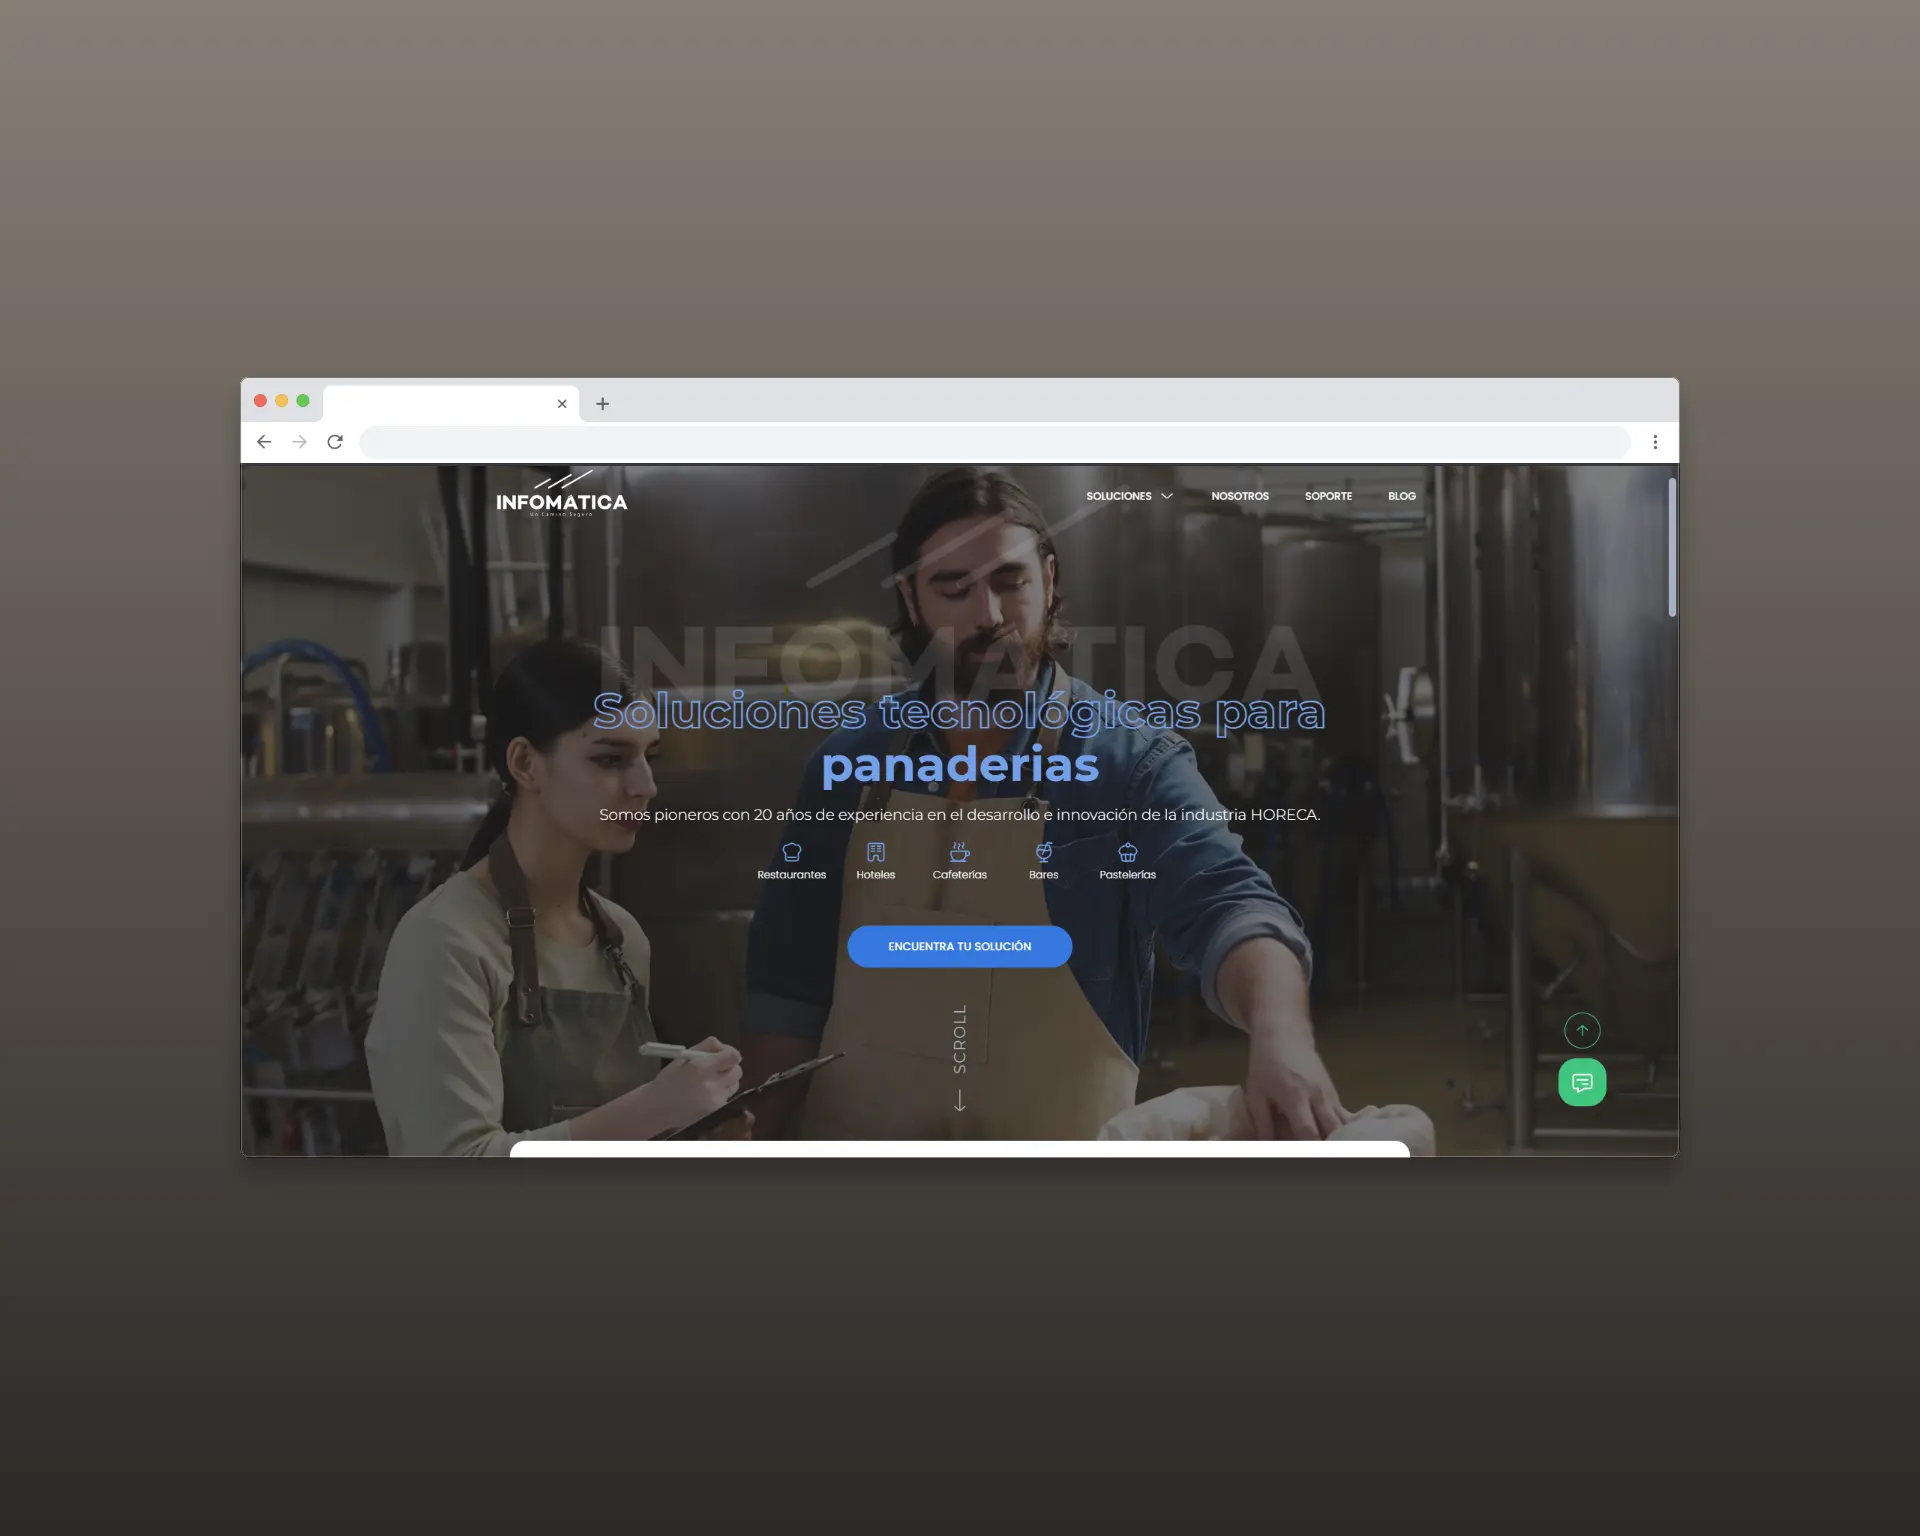 INFOMATICA
Un Camino Seguro
SOLUCIONES
NOSOTROS
SOPORTE
BLOG
INFOMATICA
Soluciones tecnológicas para
panaderias
Somos pioneros con 20 años de experiencia en el desarrollo e innovación de la industria HORECA.
Restaurantes
Hoteles
Cafeterías
Bares
Pastelerías
ENCUENTRA TU SOLUCIÓN
SCROLL